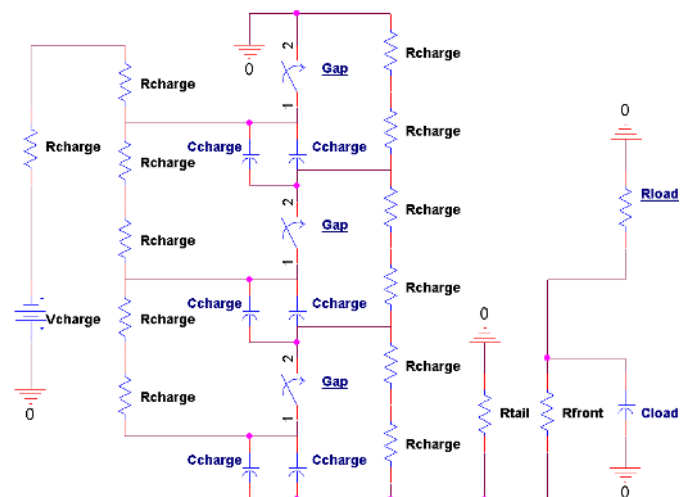 Rcharge
2
Gap
0
Rcharge
1
0
Rcharge
Rcharge
Ccharge
Ccharge
Rcharge
Rload
2
Rcharge
Gap
Rcharge
1
Rcharge
Ccharge
Ccharge
0
Vcharge
Rcharge
2
Rcharge
Gap
Rcharge
0
Rtail
Rfront
Cload
1
Rcharge
Ccharge
Ccharge
0